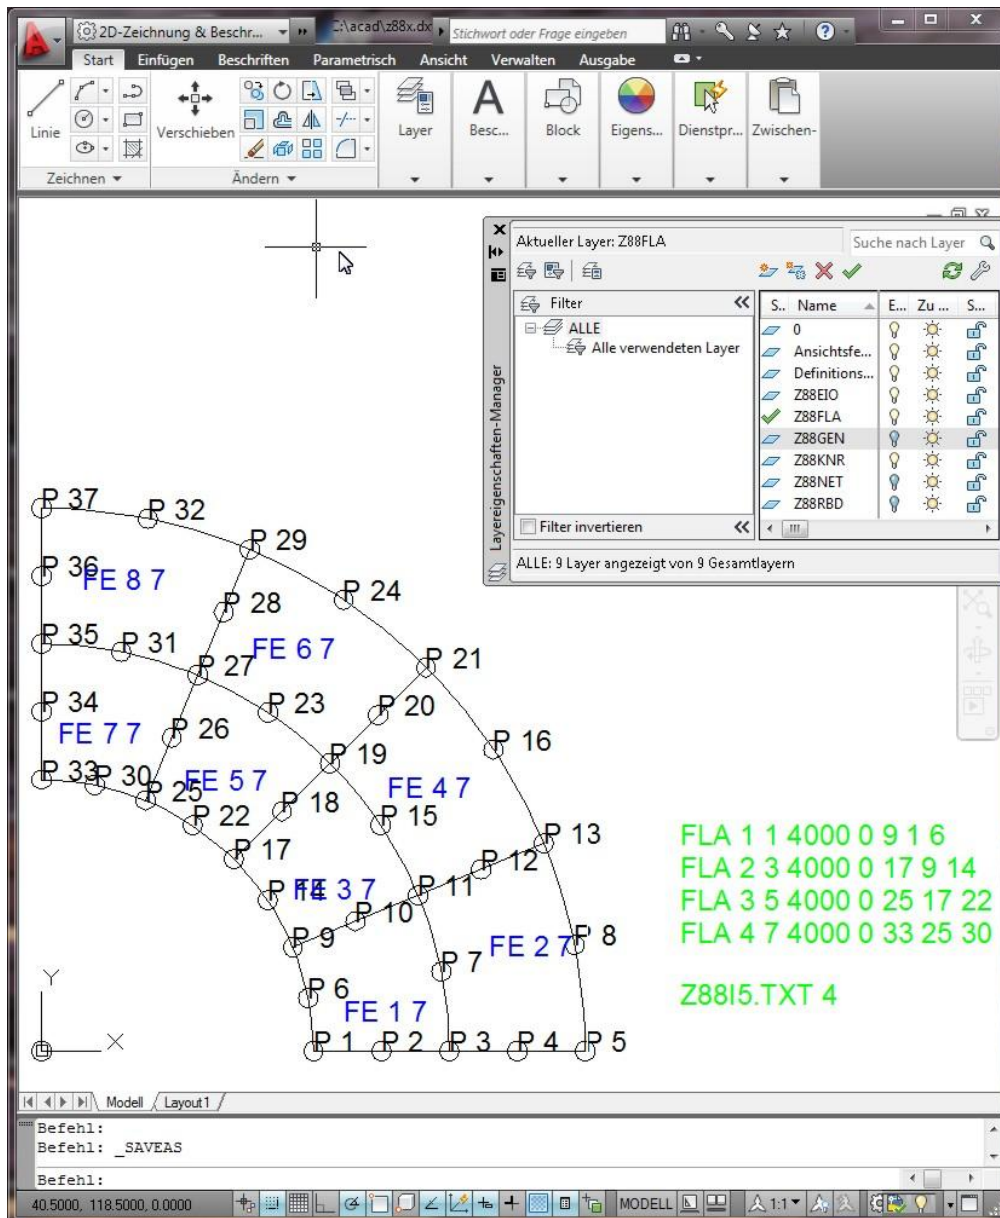 2D-Zeichnung & Beschr...
C:\acad\z88x.dx
Stichwort oder Frage eingeben
Start Einfügen Beschriften Parametrisch Ansicht Verwalten Ausgabe
Linie
Verschieben
Layer
Besc...
Block
Eigens...
Dienstpr...
Zwischen-
Zeichnen
Ändern
Aktueller Layer: Z88FLA
Suche nach Layer
Filter
ALLE
Alle verwendeten Layer
S.. Name E... Zu ... S...
0
Ansichtsfe...
Definitions...
Z88EIO
Z88FLA
Z88GEN
Z88KNR
Z88NET
Z88RBD
Filter invertieren
ALLE: 9 Layer angezeigt von 9 Gesamtlayern
Layereigenschaften-Manager
P 37
P 32
P 29
P 36
FE 8 7
P 28
P 24
P 35
P 31
FE 6 7
P 27
P 21
P 34
P 23
P 20
FE 7 7
P 26
P 16
P 33
P 30
P 25
FE 5 7
P 19
FE 4 7
P 22
P 18
P 15
P 17
P 13
P 12
P 14
FE 3 7
P 11
P 10
P 9
FE 2 7
P 8
P 7
P 6
FE 1 7
P 1
P 2
P 3
P 4
P 5
FLA 1 1 4000 0 9 1 6
FLA 2 3 4000 0 17 9 14
FLA 3 5 4000 0 25 17 22
FLA 4 7 4000 0 33 25 30
Z88I5.TXT 4
Y
X
Modell Layout1
Befehl:
Befehl: _SAVEAS
Befehl:
40.5000, 118.5000, 0.0000
MODELL
1:1